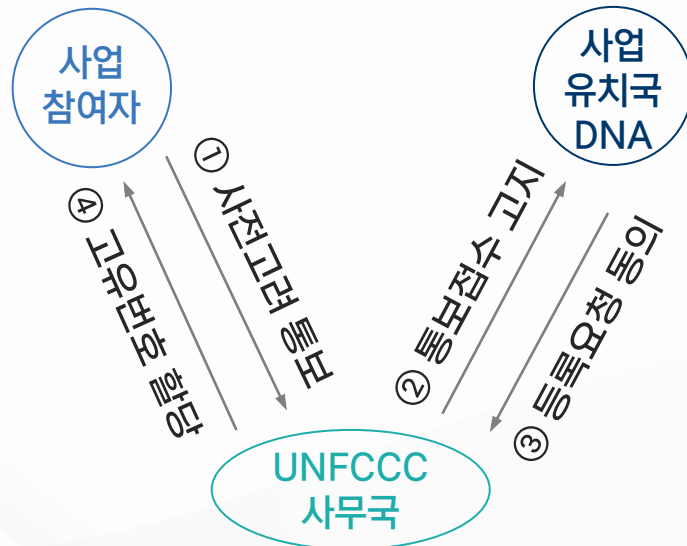 사업
참여자
사업
유치국
DNA
① 사전고려 통보
② 통보접수 고지
③ 등록요청 동의
④ 고유번호 할당
UNFCCC
사무국